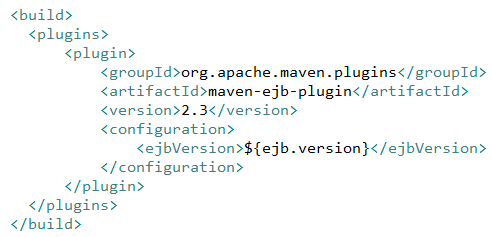 <build>
  <plugins>
      <plugin>
          <groupId>org.apache.maven.plugins</groupId>
          <artifactId>maven-ejb-plugin</artifactId>
          <version>2.3</version>
          <configuration>
              <ejbVersion>${ejb.version}</ejbVersion>
          </configuration>
      </plugin>
  </plugins>
</build>